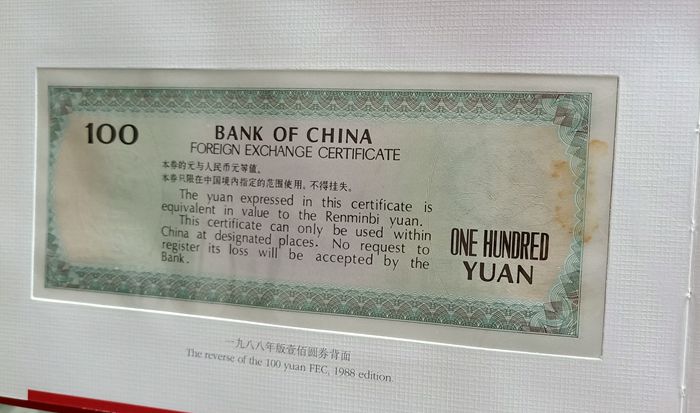 100
BANK OF CHINA
FOREIGN EXCHANGE CERTIFICATE
本券的元与人民币元等值。
本券只限在中国境内指定的范围使用，不得挂失。
The yuan expressed in this certificate is
equivalent in value to the Renminbi yuan.
This certificate can only be used within
China at designated places. No request to
register its loss will be accepted by the
Bank.
ONE HUNDRED
YUAN
一九八八年版壹佰圆券背面
The reverse of the 100 yuan FEC, 1988 edition.